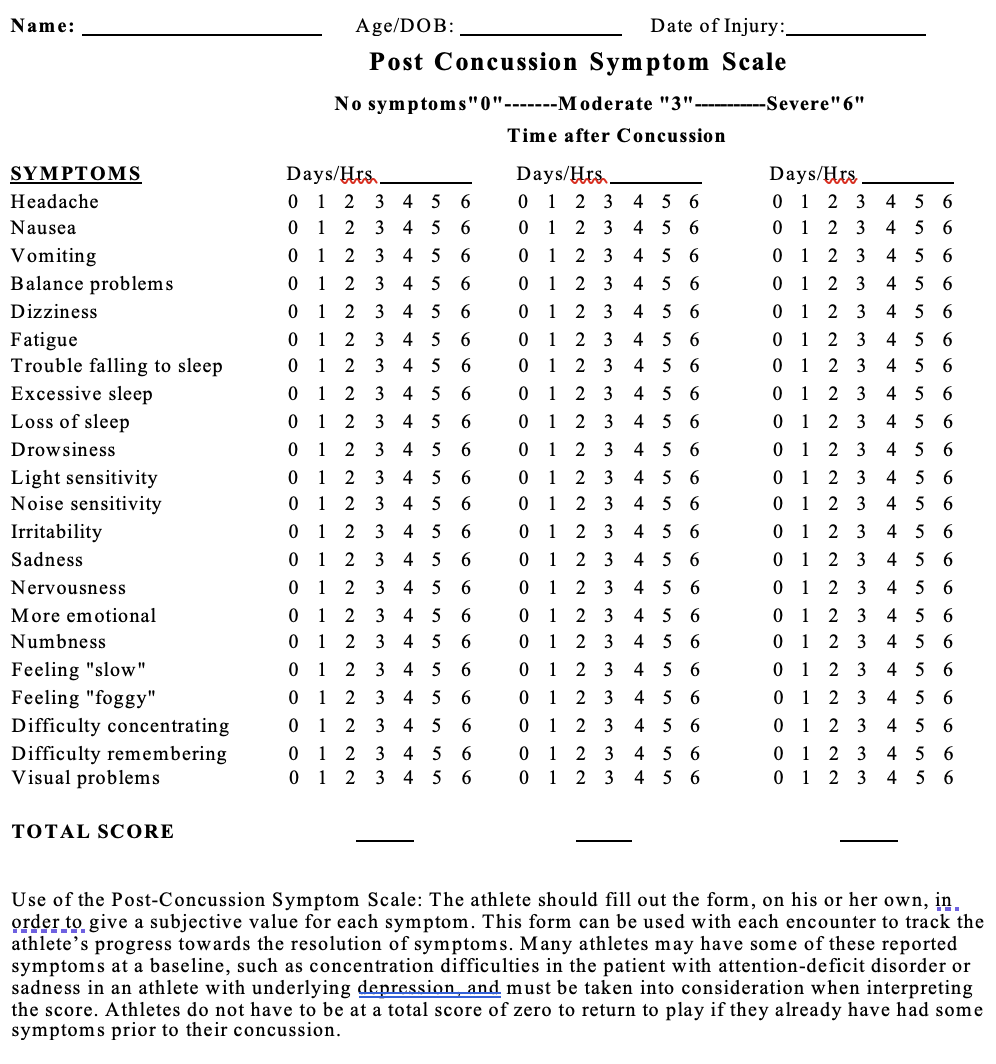 Name: ________ Age/DOB: ________ Date of Injury: ________
Post Concussion Symptom Scale
No symptoms"0"-------Moderate "3"-----------Severe"6"
Time after Concussion
SYMPTOMS Days/Hrs ________ Days/Hrs ________ Days/Hrs ________
Headache 0 1 2 3 4 5 6 0 1 2 3 4 5 6 0 1 2 3 4 5 6
Nausea 0 1 2 3 4 5 6 0 1 2 3 4 5 6 0 1 2 3 4 5 6
Vomiting 0 1 2 3 4 5 6 0 1 2 3 4 5 6 0 1 2 3 4 5 6
Balance problems 0 1 2 3 4 5 6 0 1 2 3 4 5 6 0 1 2 3 4 5 6
Dizziness 0 1 2 3 4 5 6 0 1 2 3 4 5 6 0 1 2 3 4 5 6
Fatigue 0 1 2 3 4 5 6 0 1 2 3 4 5 6 0 1 2 3 4 5 6
Trouble falling to sleep 0 1 2 3 4 5 6 0 1 2 3 4 5 6 0 1 2 3 4 5 6
Excessive sleep 0 1 2 3 4 5 6 0 1 2 3 4 5 6 0 1 2 3 4 5 6
Loss of sleep 0 1 2 3 4 5 6 0 1 2 3 4 5 6 0 1 2 3 4 5 6
Drowsiness 0 1 2 3 4 5 6 0 1 2 3 4 5 6 0 1 2 3 4 5 6
Light sensitivity 0 1 2 3 4 5 6 0 1 2 3 4 5 6 0 1 2 3 4 5 6
Noise sensitivity 0 1 2 3 4 5 6 0 1 2 3 4 5 6 0 1 2 3 4 5 6
Irritability 0 1 2 3 4 5 6 0 1 2 3 4 5 6 0 1 2 3 4 5 6
Sadness 0 1 2 3 4 5 6 0 1 2 3 4 5 6 0 1 2 3 4 5 6
Nervousness 0 1 2 3 4 5 6 0 1 2 3 4 5 6 0 1 2 3 4 5 6
More emotional 0 1 2 3 4 5 6 0 1 2 3 4 5 6 0 1 2 3 4 5 6
Numbness 0 1 2 3 4 5 6 0 1 2 3 4 5 6 0 1 2 3 4 5 6
Feeling "slow" 0 1 2 3 4 5 6 0 1 2 3 4 5 6 0 1 2 3 4 5 6
Feeling "foggy" 0 1 2 3 4 5 6 0 1 2 3 4 5 6 0 1 2 3 4 5 6
Difficulty concentrating 0 1 2 3 4 5 6 0 1 2 3 4 5 6 0 1 2 3 4 5 6
Difficulty remembering 0 1 2 3 4 5 6 0 1 2 3 4 5 6 0 1 2 3 4 5 6
Visual problems 0 1 2 3 4 5 6 0 1 2 3 4 5 6 0 1 2 3 4 5 6
TOTAL SCORE ____ ____ ____
Use of the Post-Concussion Symptom Scale: The athlete should fill out the form, on his or her own, in
order to give a subjective value for each symptom. This form can be used with each encounter to track the
athlete's progress towards the resolution of symptoms. Many athletes may have some of these reported
symptoms at a baseline, such as concentration difficulties in the patient with attention-deficit disorder or
sadness in an athlete with underlying depression, and must be taken into consideration when interpreting
the score. Athletes do not have to be at a total score of zero to return to play if they already have had some
symptoms prior to their concussion.